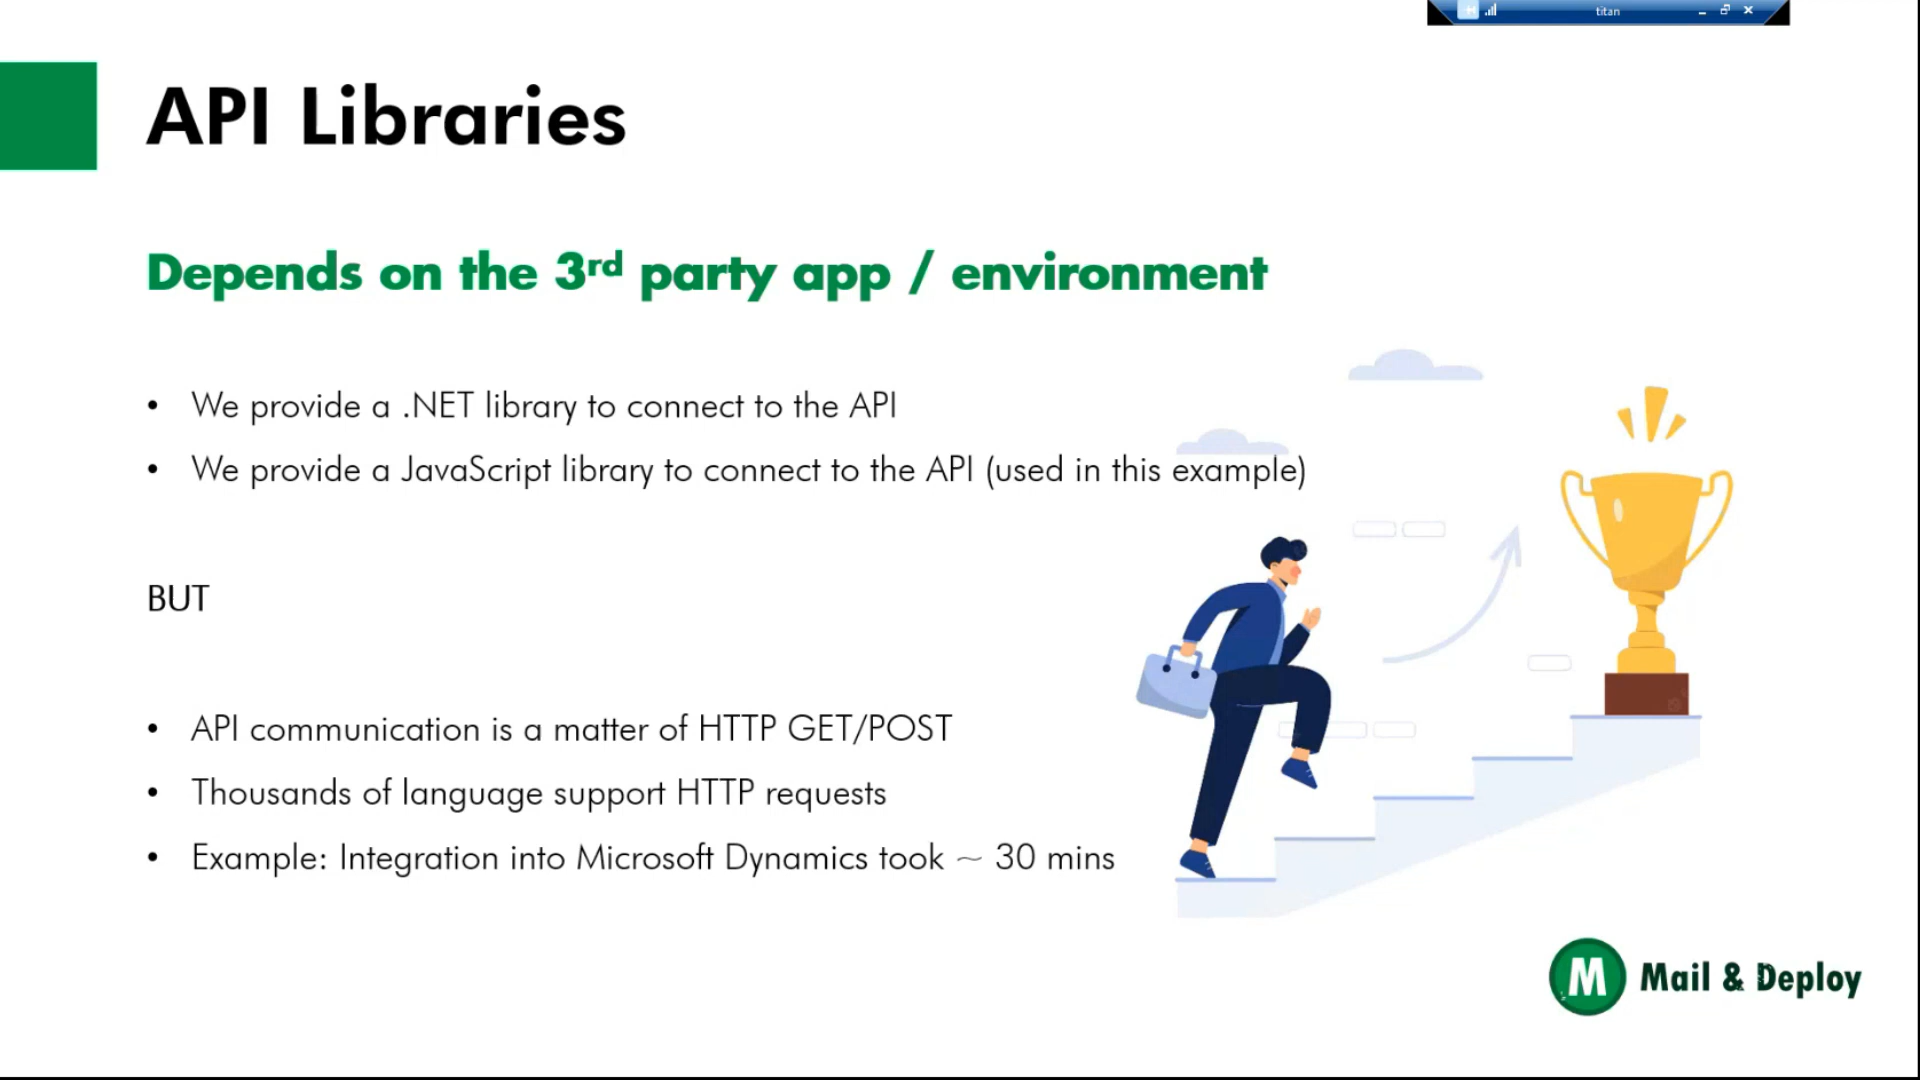 titan
API Libraries
Depends on the 3rd party app / environment
• We provide a .NET library to connect to the API
• We provide a JavaScript library to connect to the API (used in this example)
BUT
• API communication is a matter of HTTP GET/POST
• Thousands of language support HTTP requests
• Example: Integration into Microsoft Dynamics took ~ 30 mins
M Mail & Deploy